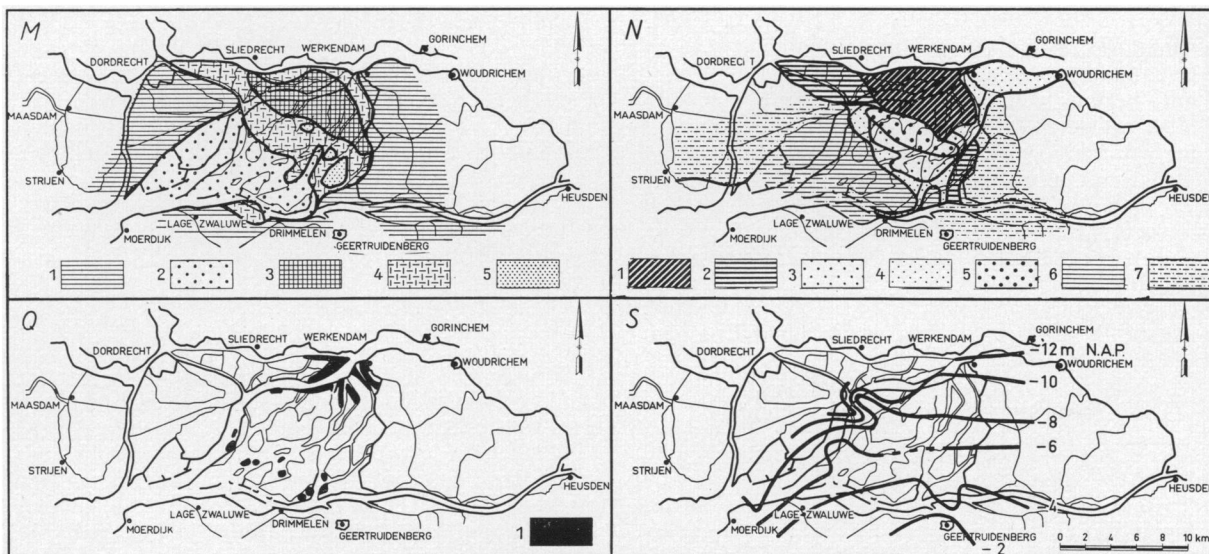 M
GORINCHEM
SLIEDRECHT WERKENDAM
DORDRECHT
WOUDRICHEM
MAASDAM
STRIJEN
HEUSDEN
LAGE ZWALUWE
DRIMMELEN
MOERDIJK
GEERTRUIDENBERG
1 2 3 4 5
N
GORINCHEM
SLIEDRECHT WERKENDAM
WOUDRICHEM
MAASDAM
STRIJEN
HEUSDEN
LAGE ZWALUWE
DRIMMELEN
MOERDIJK
GEERTRUIDENBERG
1 2 3 4 5 6 7
Q
GORINCHEM
SLIEDRECHT WERKENDAM
DORDRECHT
WOUDRICHEM
MAASDAM
STRIJEN
HEUSDEN
LAGE ZWALUWE
DRIMMELEN
MOERDIJK
GEERTRUIDENBERG
1
S
GORINCHEM
SLIEDRECHT WERKENDAM
-12 m N.A.P.
DORDRECHT
WOUDRICHEM
-10
MAASDAM
-8
-6
STRIJEN
HEUSDEN
-4
LAGE ZWALUWE
DRIMMELEN
MOERDIJK
GEERTRUIDENBERG
-2
0 2 4 6 8 10 km